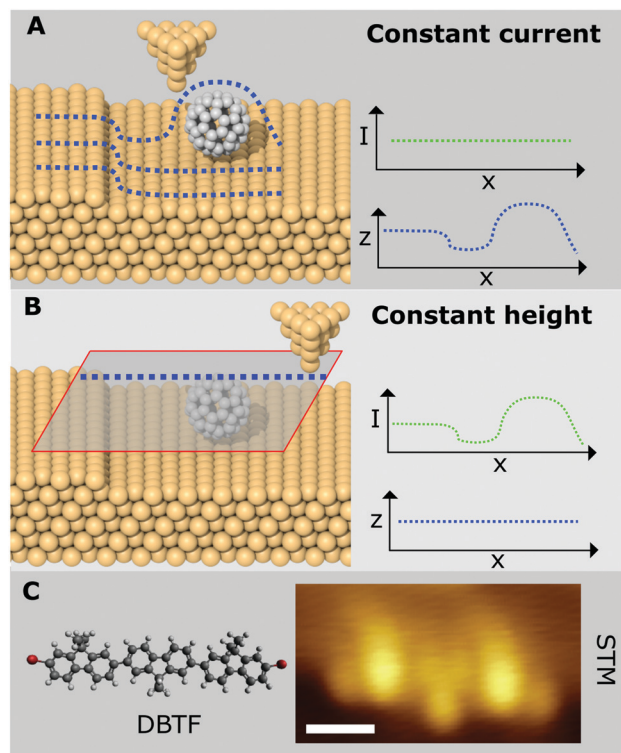 A
Constant current
I
x
z
x
B
Constant height
I
x
z
x
C
DBTF
STM